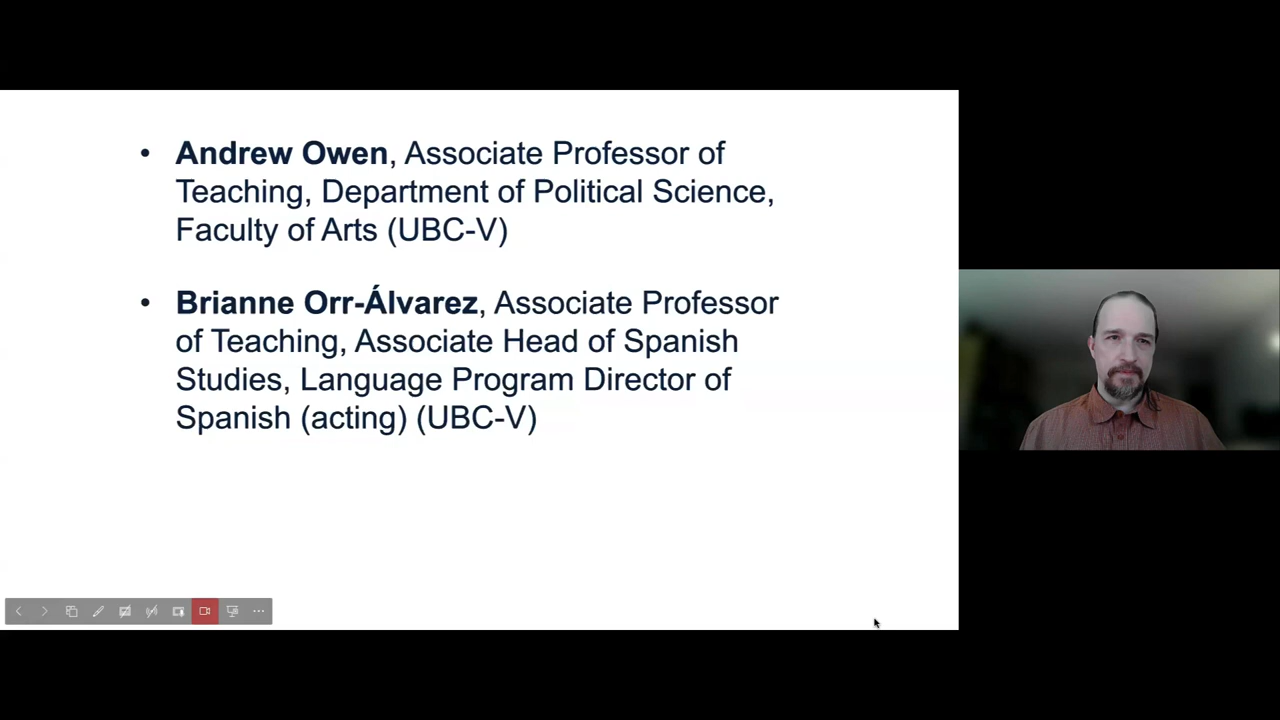 • Andrew Owen, Associate Professor of
Teaching, Department of Political Science,
Faculty of Arts (UBC-V)
• Brianne Orr-Álvarez, Associate Professor
of Teaching, Associate Head of Spanish
Studies, Language Program Director of
Spanish (acting) (UBC-V)